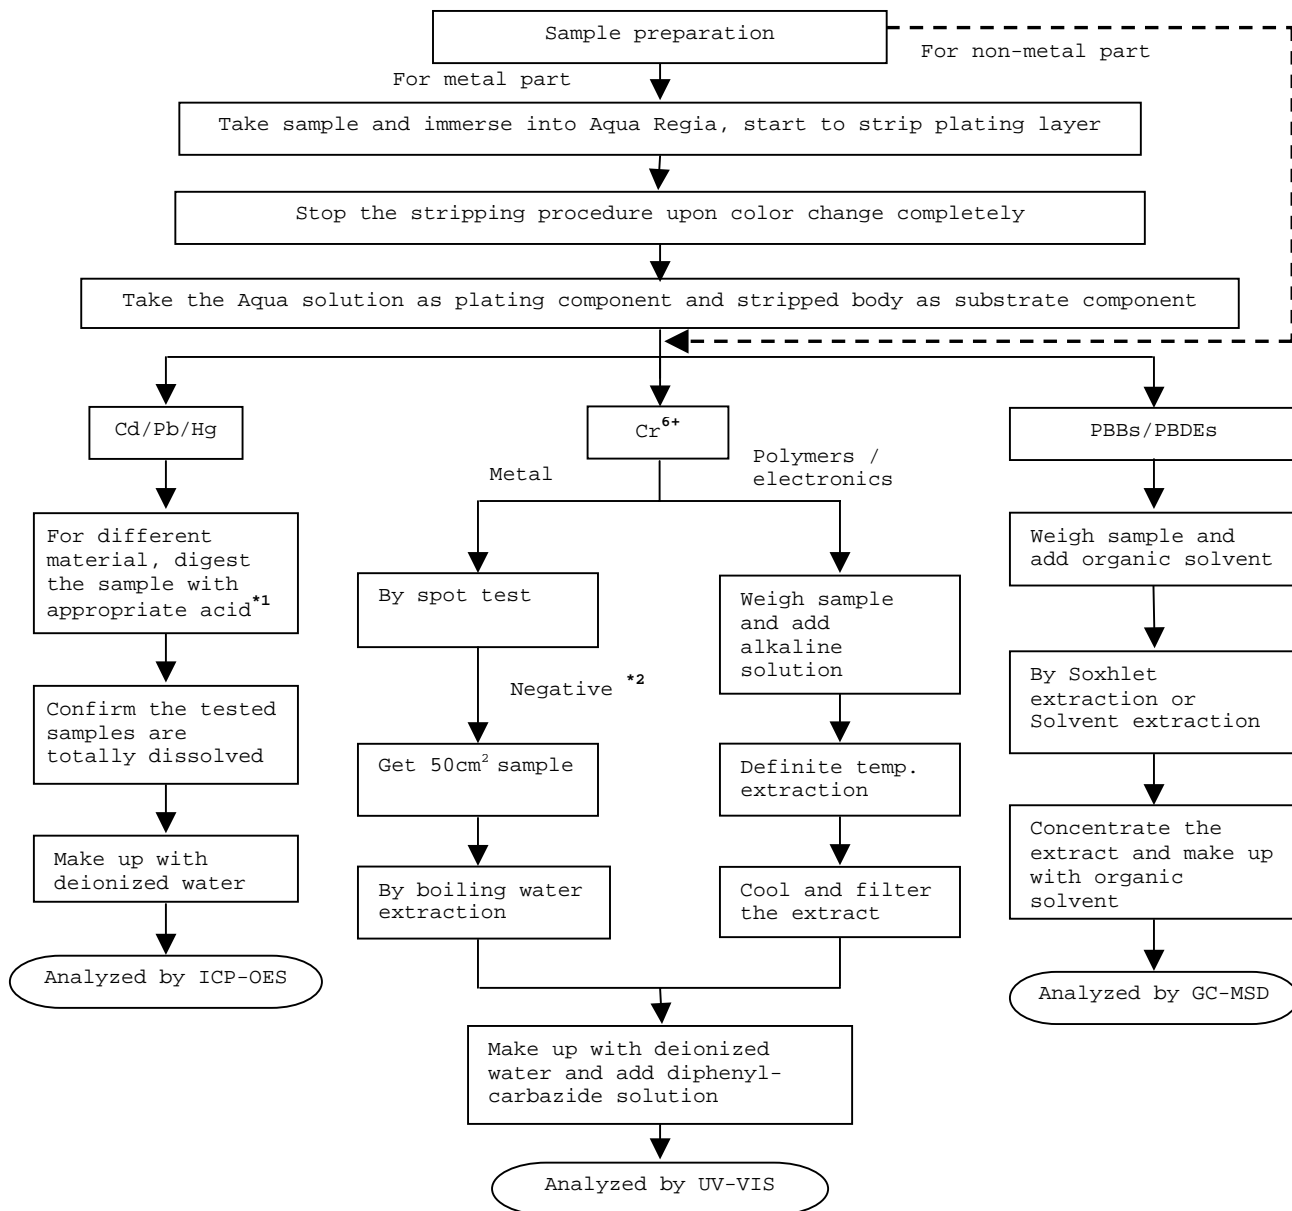 Sample preparation
For non-metal part
For metal part
Take sample and immerse into Aqua Regia, start to strip plating layer
Stop the stripping procedure upon color change completely
Take the Aqua solution as plating component and stripped body as substrate component
Cd/Pb/Hg
Cr⁶⁺
PBBs/PBDEs
Metal
Polymers /
electronics
For different
material, digest
the sample with
appropriate acid*1
By spot test
Weigh sample
and add
alkaline
solution
Weigh sample and
add organic solvent
Negative *2
Confirm the tested
samples are
totally dissolved
Get 50cm² sample
Definite temp.
extraction
By Soxhlet
extraction or
Solvent extraction
Make up with
deionized water
By boiling water
extraction
Cool and filter
the extract
Concentrate the
extract and make up
with organic
solvent
Analyzed by ICP-OES
Analyzed by GC-MSD
Make up with deionized
water and add diphenyl-
carbazide solution
Analyzed by UV-VIS